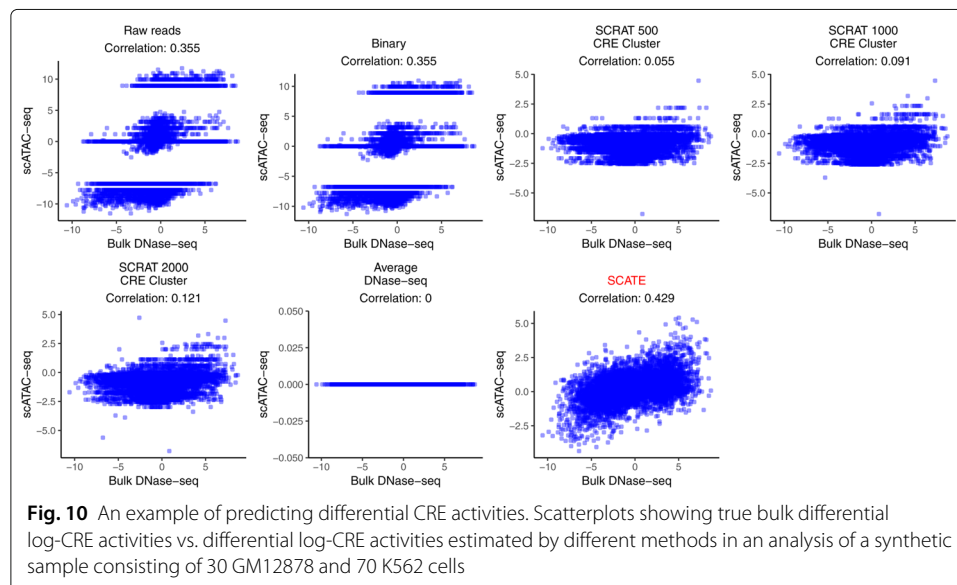 Raw reads
Correlation: 0.355
scATAC−seq
10
5
0
−5
−10
−10
−5
0
5
Bulk DNase−seq
Binary
Correlation: 0.355
scATAC−seq
10
5
0
−5
−10
−10
−5
0
5
Bulk DNase−seq
SCRAT 500
CRE Cluster
Correlation: 0.055
scATAC−seq
5.0
2.5
0.0
−2.5
−5.0
−10
−5
0
5
Bulk DNase−seq
SCRAT 1000
CRE Cluster
Correlation: 0.091
scATAC−seq
5.0
2.5
0.0
−2.5
−5.0
−10
−5
0
5
Bulk DNase−seq
SCRAT 2000
CRE Cluster
Correlation: 0.121
scATAC−seq
5.0
2.5
0.0
−2.5
−5.0
−10
−5
0
5
Bulk DNase−seq
Average
DNase−seq
Correlation: 0
scATAC−seq
0.050
0.025
0.000
−0.025
−0.050
−10
−5
0
5
Bulk DNase−seq
SCATE
Correlation: 0.429
scATAC−seq
5.0
2.5
0.0
−2.5
−10
−5
0
5
Bulk DNase−seq
Fig. 10 An example of predicting differential CRE activities. Scatterplots showing true bulk differential
log-CRE activities vs. differential log-CRE activities estimated by different methods in an analysis of a synthetic
sample consisting of 30 GM12878 and 70 K562 cells